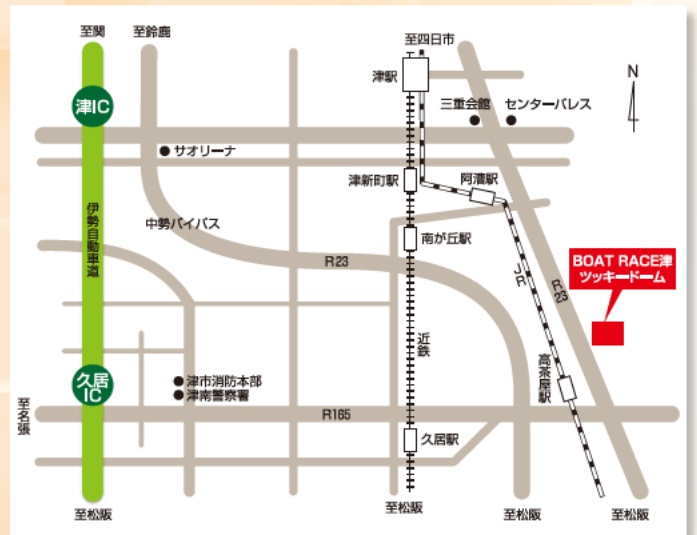 至関
至鈴鹿
至四日市
津駅
N
津IC
三重会館
センターパレス
サオリーナ
津新町駅
阿漕駅
伊勢自動車道
中勢バイパス
南が丘駅
R23
JR
R23
BOAT RACE津
ツッキードーム
近鉄
高茶屋駅
久居
IC
津市消防本部
津南警察署
至名張
R165
久居駅
至松阪
至松阪
至松阪
至松阪